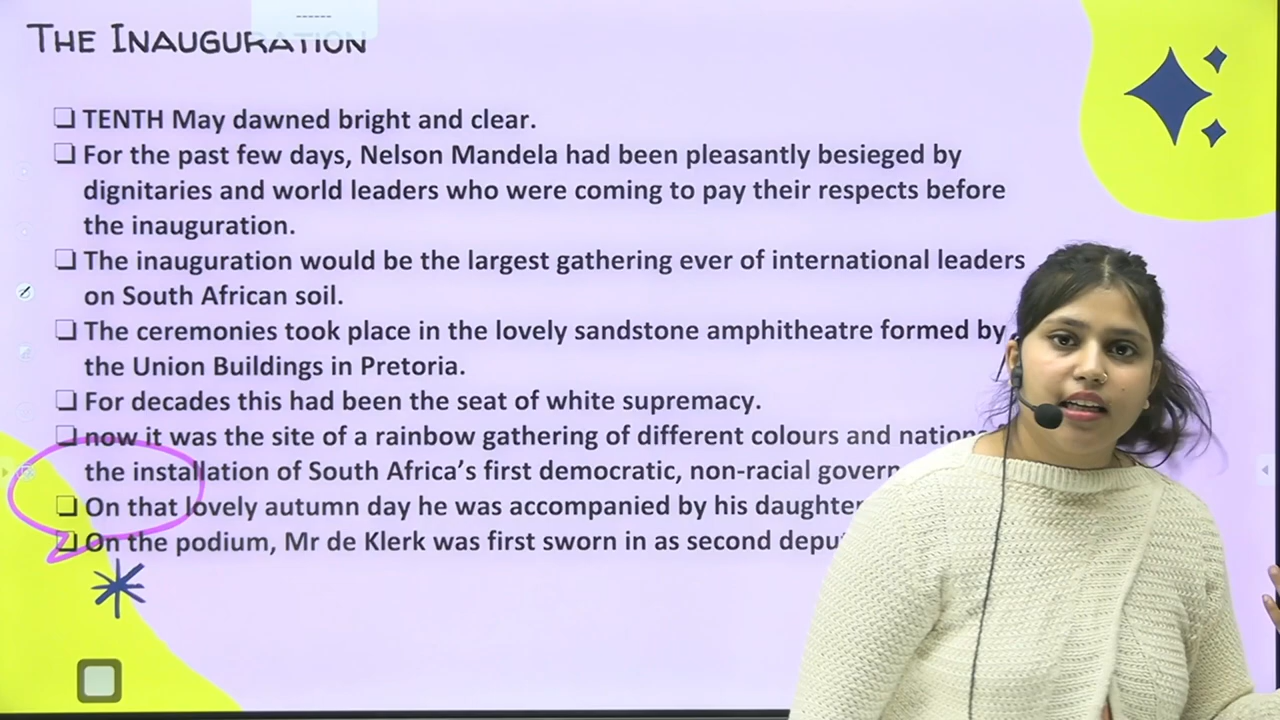 ------
THE INAUGURATION
❑ TENTH May dawned bright and clear.
❑ For the past few days, Nelson Mandela had been pleasantly besieged by
dignitaries and world leaders who were coming to pay their respects before
the inauguration.
❑ The inauguration would be the largest gathering ever of international leaders
on South African soil.
❑ The ceremonies took place in the lovely sandstone amphitheatre formed by
the Union Buildings in Pretoria.
❑ For decades this had been the seat of white supremacy.
❑ now it was the site of a rainbow gathering of different colours and
the installation of South Africa's first democratic, non-racial
❑ On that lovely autumn day he was accompanied by his daughter
❑ On the podium, Mr de Klerk was first sworn in as second